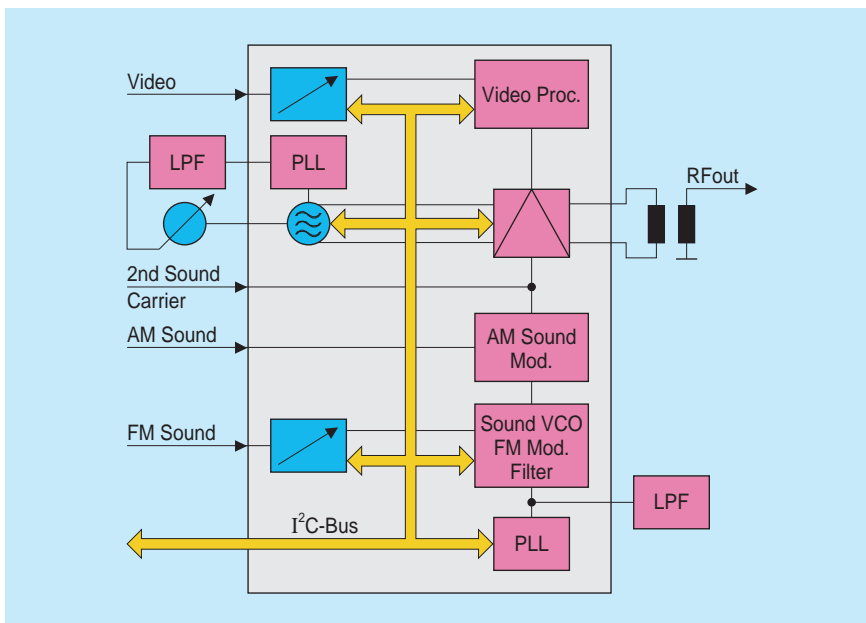 Video
Video Proc.
LPF
PLL
RFout
2nd Sound
Carrier
AM Sound
AM Sound
Mod.
FM Sound
Sound VCO
FM Mod.
Filter
LPF
I²C-Bus
PLL